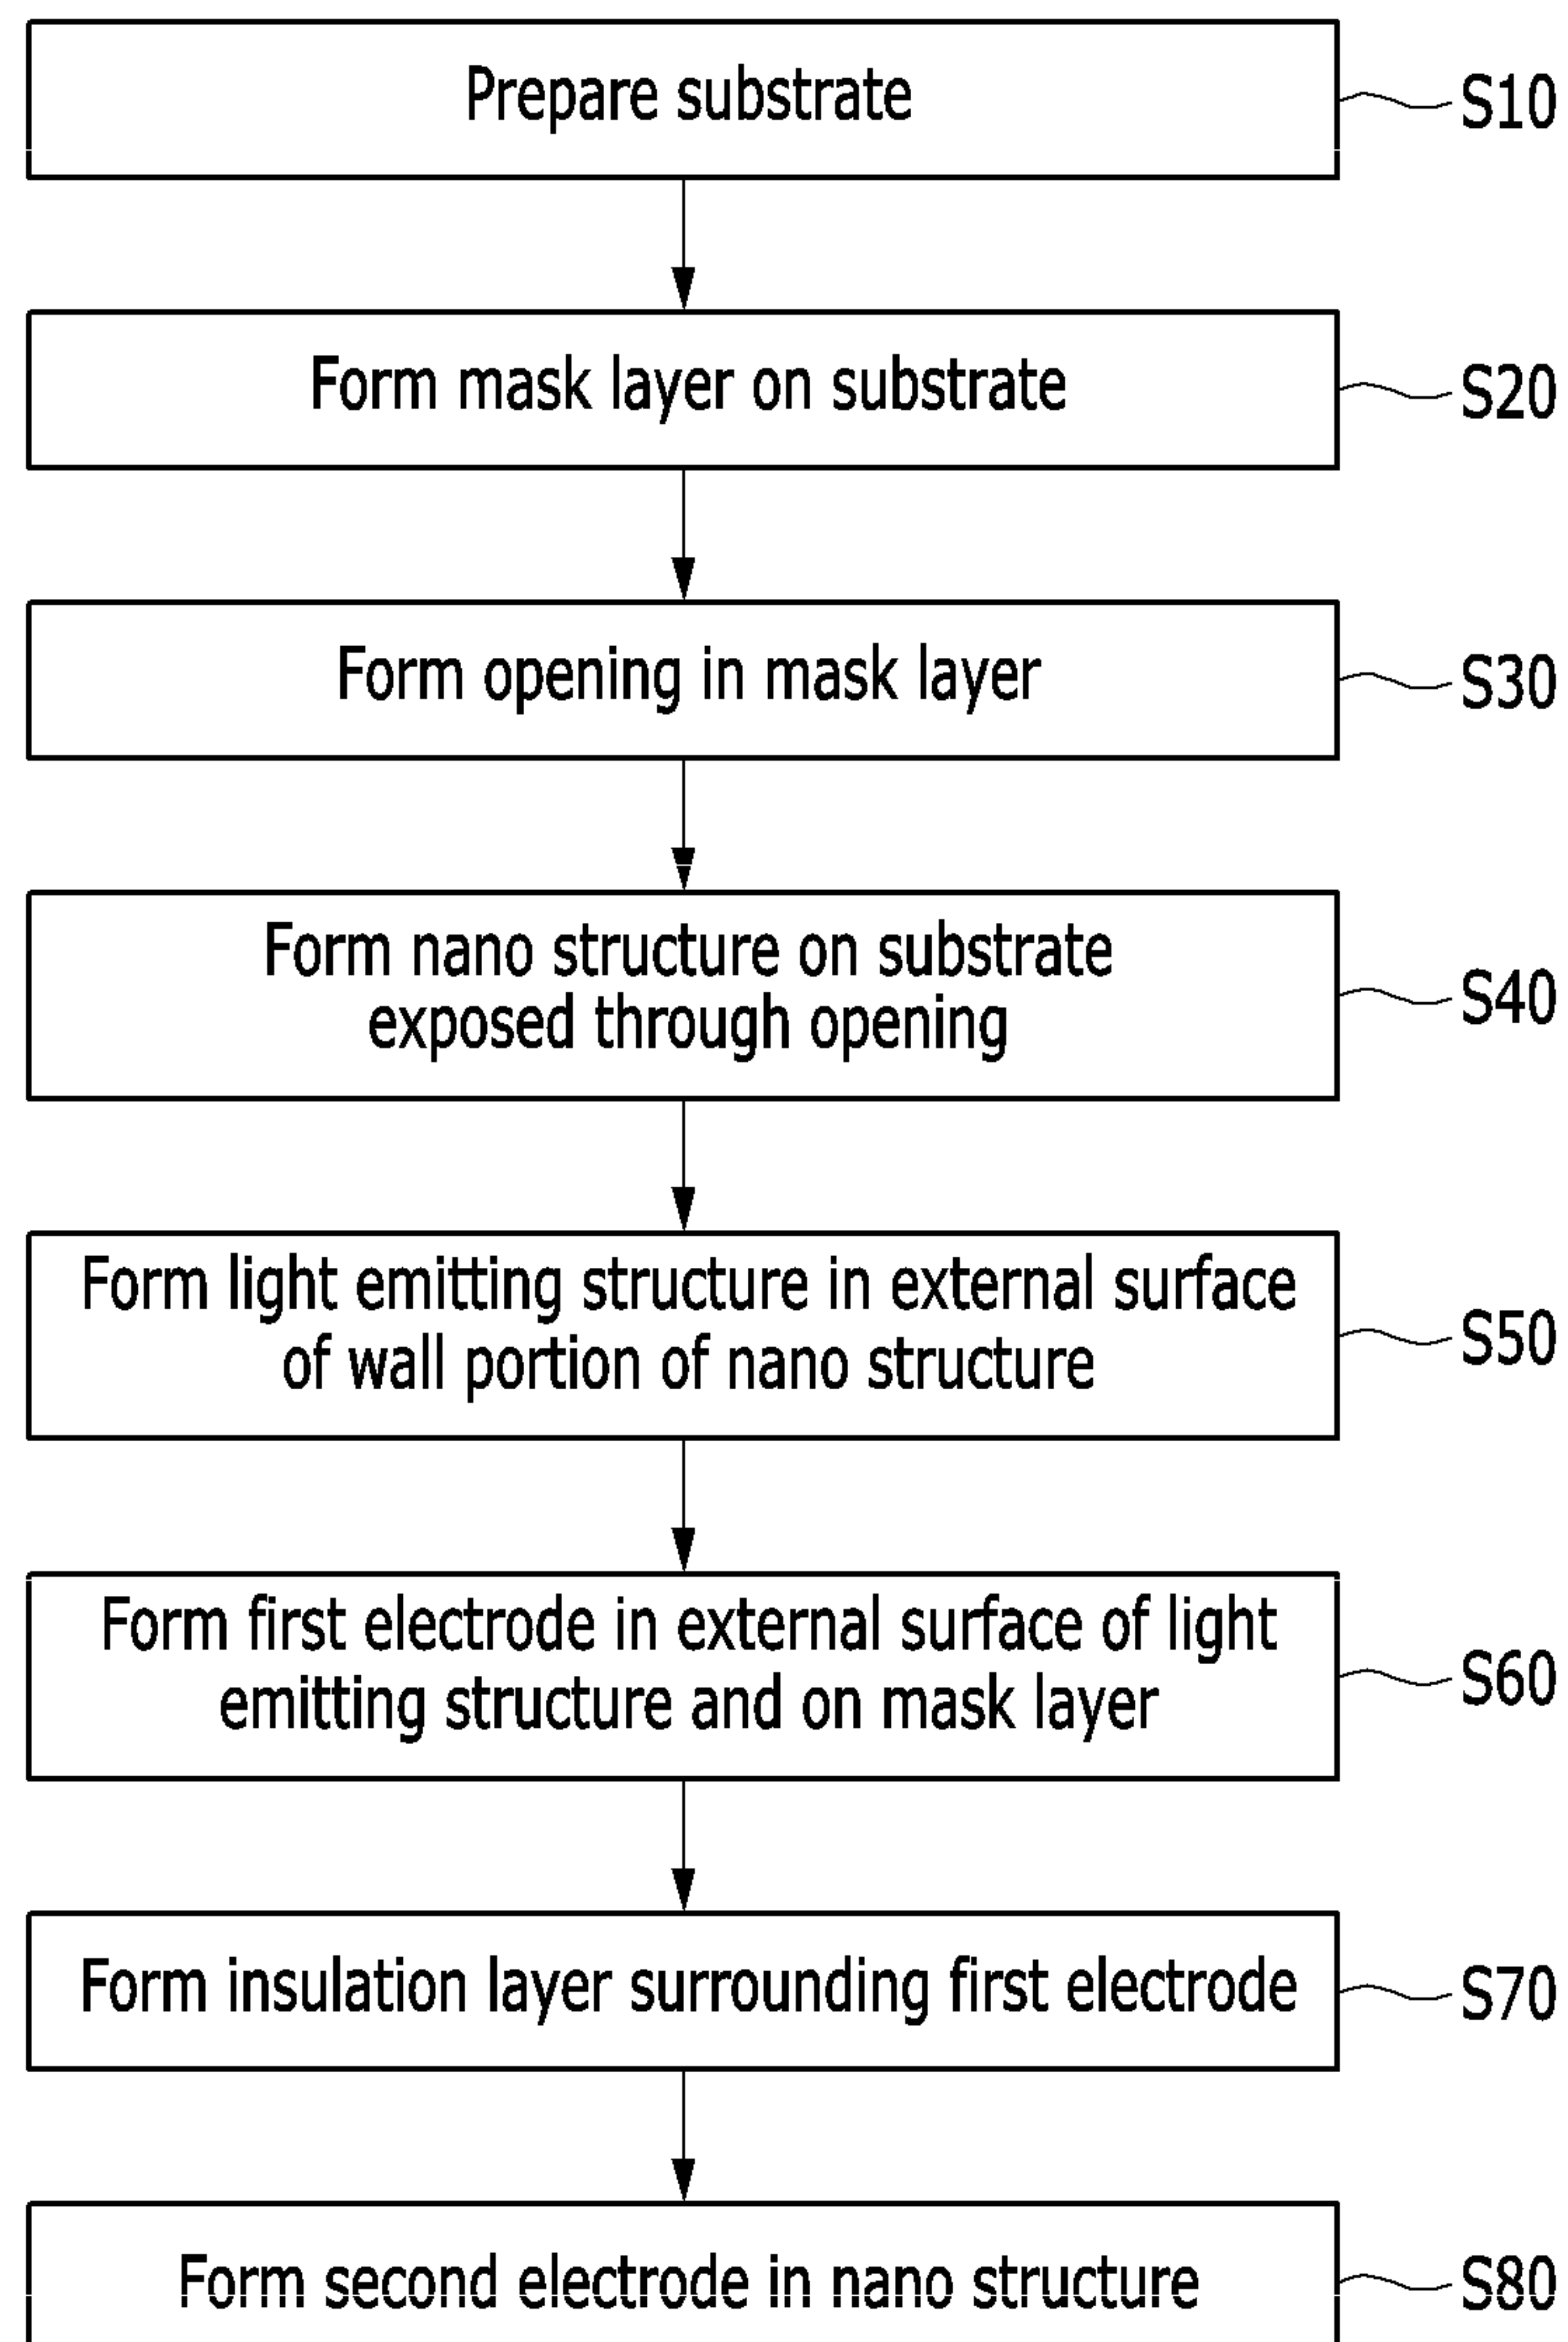 Prepare substrate
S10
Form mask layer on substrate
S20
Form opening in mask layer
S30
Form nano structure on substrate
exposed through opening
S40
Form light emitting structure in external surface
of wall portion of nano structure
S50
Form first electrode in external surface of light
emitting structure and on mask layer
S60
Form insulation layer surrounding first electrode
S70
Form second electrode in nano structure
S80